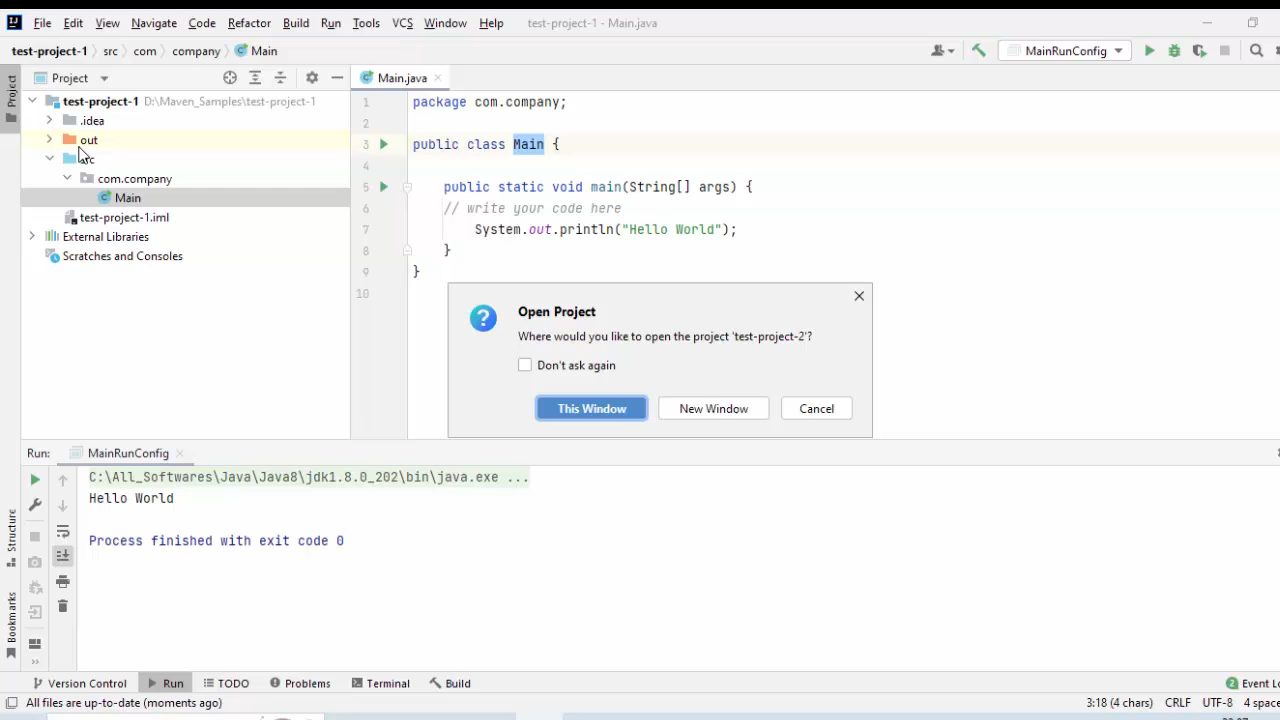 File Edit View Navigate Code Refactor Build Run Tools VCS Window Help test-project-1 - Main.java
test-project-1 src com company Main MainRunConfig
Project Main.java
Project
test-project-1 D:\Maven_Samples\test-project-1
.idea
out
src
com.company
Main
test-project-1.iml
External Libraries
Scratches and Consoles
1 package com.company;
2
3 public class Main {
4
5 public static void main(String[] args) {
6 // write your code here
7 System.out.println("Hello World");
8 }
9 }
10
Open Project
Where would you like to open the project 'test-project-2'?
Don't ask again
This Window New Window Cancel
Run: MainRunConfig
C:\All_Softwares\Java\Java8\jdk1.8.0_202\bin\java.exe ...
Hello World
Process finished with exit code 0
Structure
Bookmarks
Version Control Run TODO Problems Terminal Build 2 Event Lo
All files are up-to-date (moments ago) 3:18 (4 chars) CRLF UTF-8 4 space